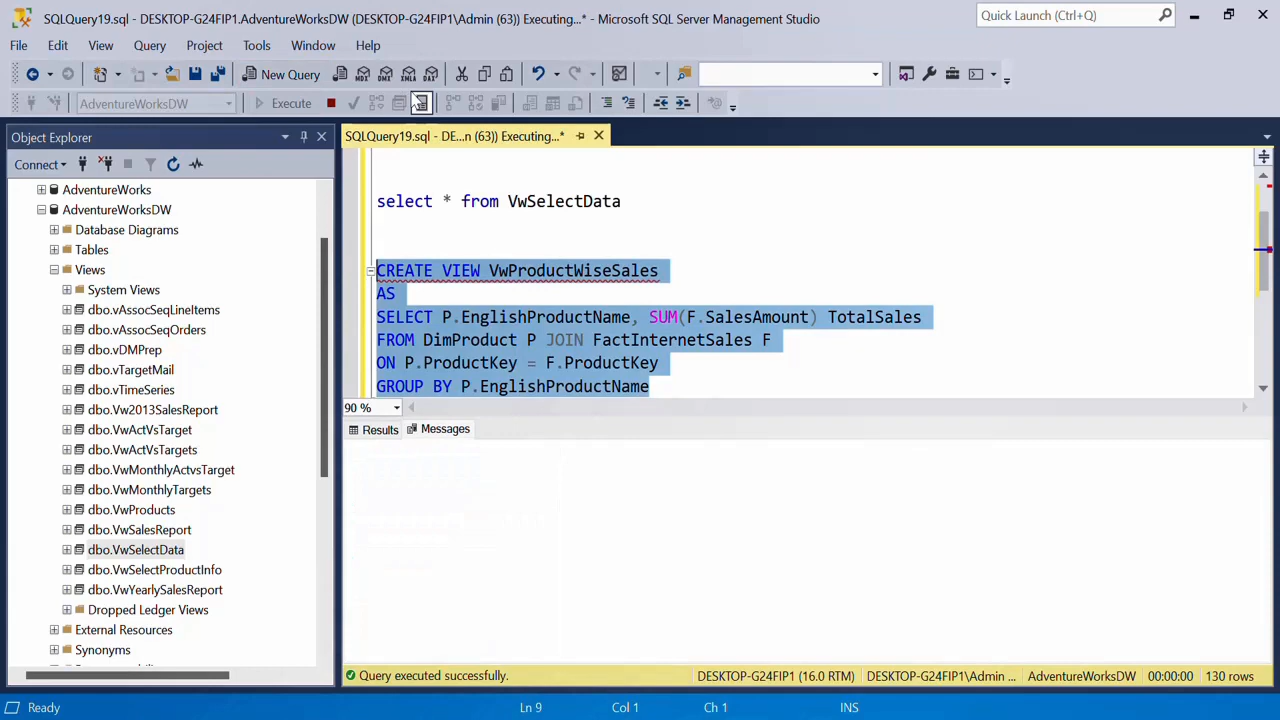 SQLQuery19.sql - DESKTOP-G24FIP1.AdventureWorksDW (DESKTOP-G24FIP1\Admin (63)) Executing...* - Microsoft SQL Server Management Studio
Quick Launch (Ctrl+Q)
File Edit View Query Project Tools Window Help
New Query MDX DMX XMLA DAX
AdventureWorksDW Execute
Object Explorer
SQLQuery19.sql - DE...n (63)) Executing...*
Connect
AdventureWorks
AdventureWorksDW
Database Diagrams
Tables
Views
System Views
dbo.vAssocSeqLineItems
dbo.vAssocSeqOrders
dbo.vDMPrep
dbo.vTargetMail
dbo.vTimeSeries
dbo.Vw2013SalesReport
dbo.VwActVsTarget
dbo.VwActVsTargets
dbo.VwMonthlyActvsTarget
dbo.VwMonthlyTargets
dbo.VwProducts
dbo.VwSalesReport
dbo.VwSelectData
dbo.VwSelectProductInfo
dbo.VwYearlySalesReport
Dropped Ledger Views
External Resources
Synonyms
select * from VwSelectData
CREATE VIEW VwProductWiseSales
AS
SELECT P.EnglishProductName, SUM(F.SalesAmount) TotalSales
FROM DimProduct P JOIN FactInternetSales F
ON P.ProductKey = F.ProductKey
GROUP BY P.EnglishProductName
90 %
Results Messages
Query executed successfully.
DESKTOP-G24FIP1 (16.0 RTM) DESKTOP-G24FIP1\Admin ... AdventureWorksDW 00:00:00 130 rows
Ready Ln 9 Col 1 Ch 1 INS